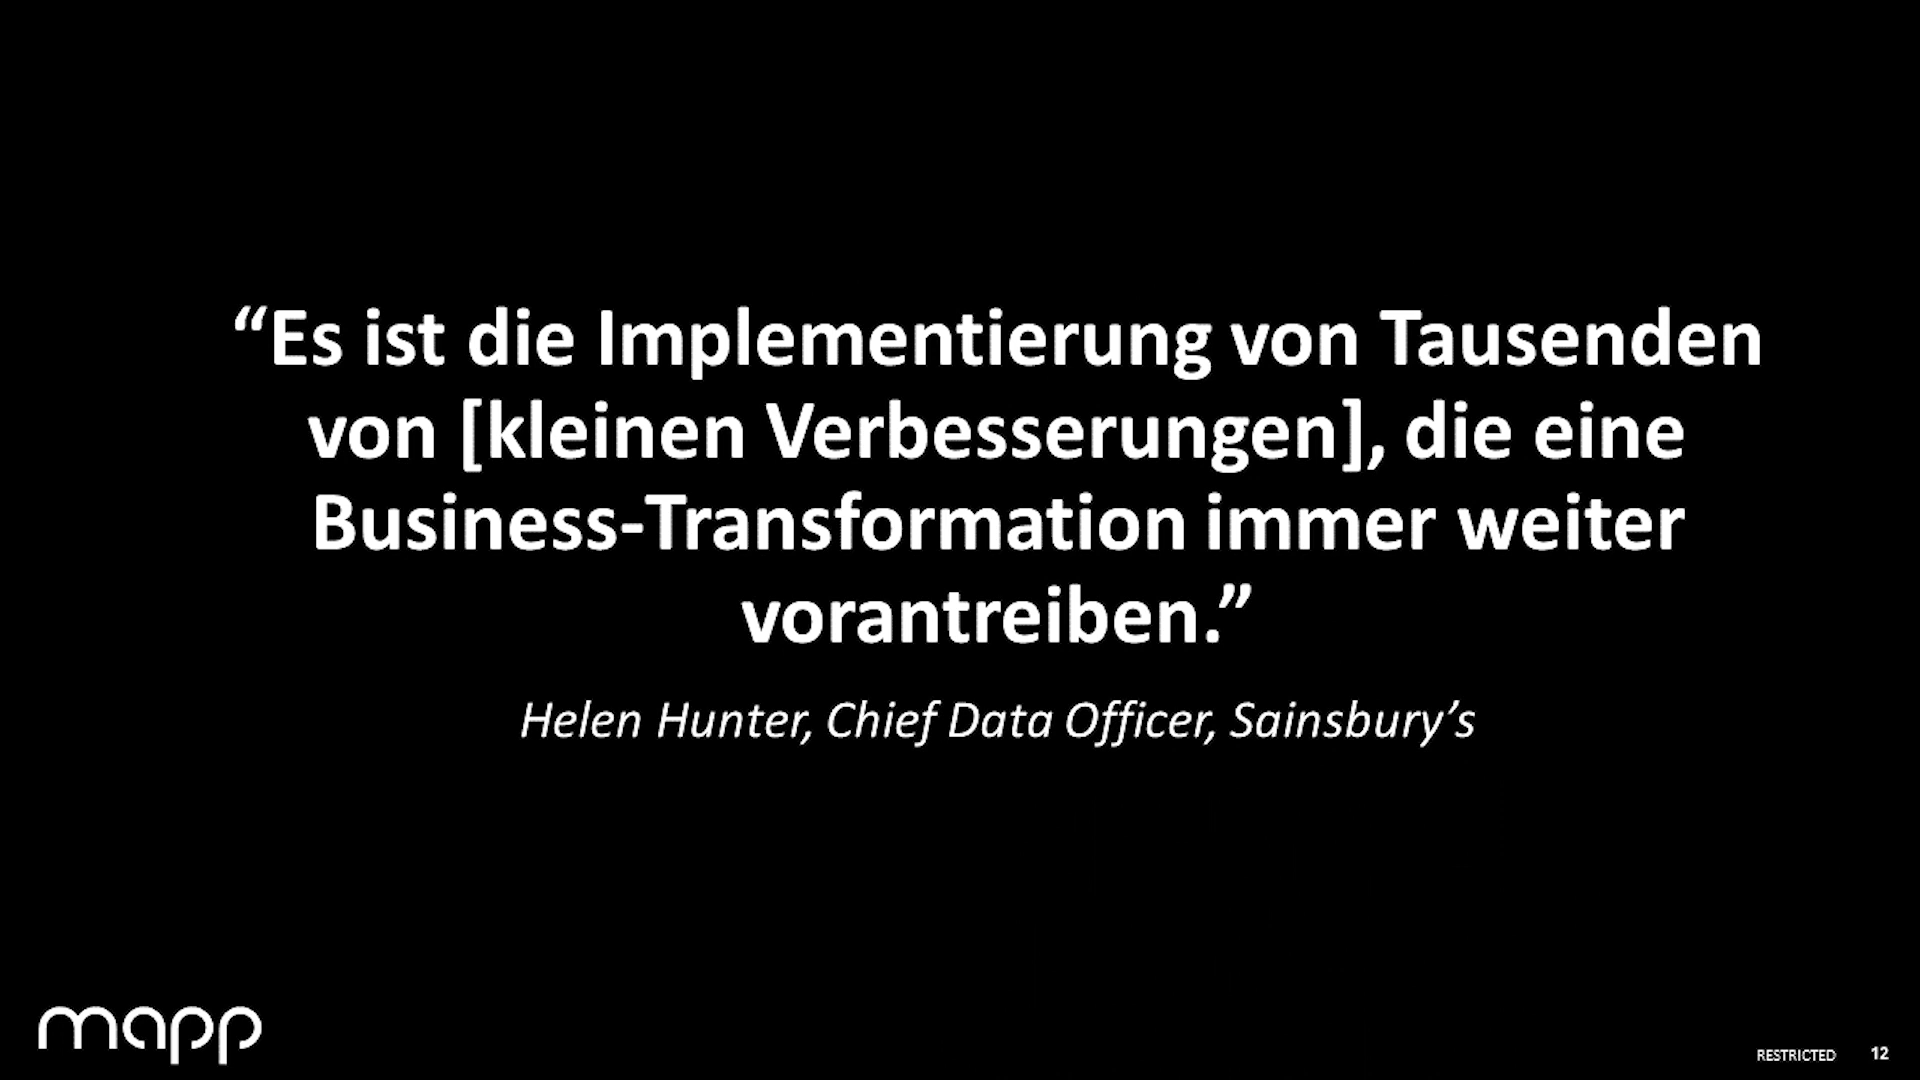 “Es ist die Implementierung von Tausenden
von [kleinen Verbesserungen], die eine
Business-Transformation immer weiter
vorantreiben.”
Helen Hunter, Chief Data Officer, Sainsbury’s
mapp
RESTRICTED 12